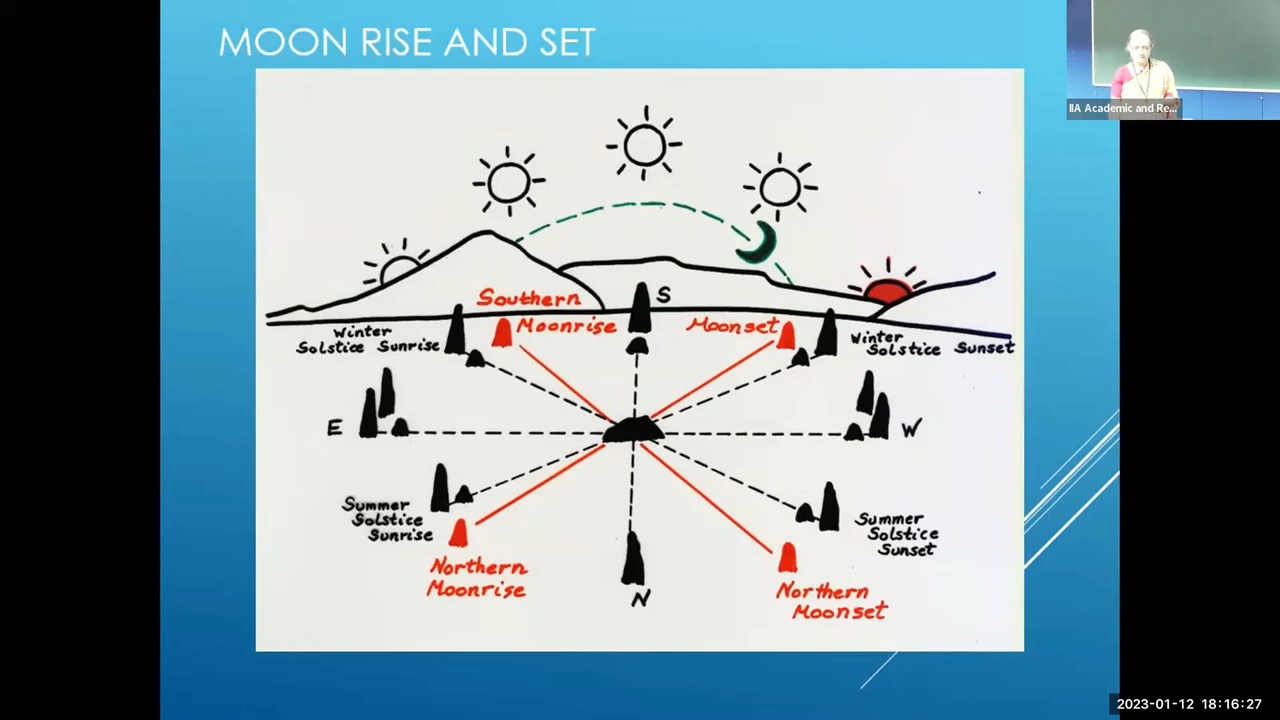 MOON RISE AND SET
IIA Academic and Re...
Southern
Moonrise
S
Moonset
Winter
Solstice Sunrise
Winter
Solstice Sunset
E
W
Summer
Solstice
Sunrise
Summer
Solstice
Sunset
Northern
Moonrise
N
Northern
Moonset
2023-01-12 18:16:27